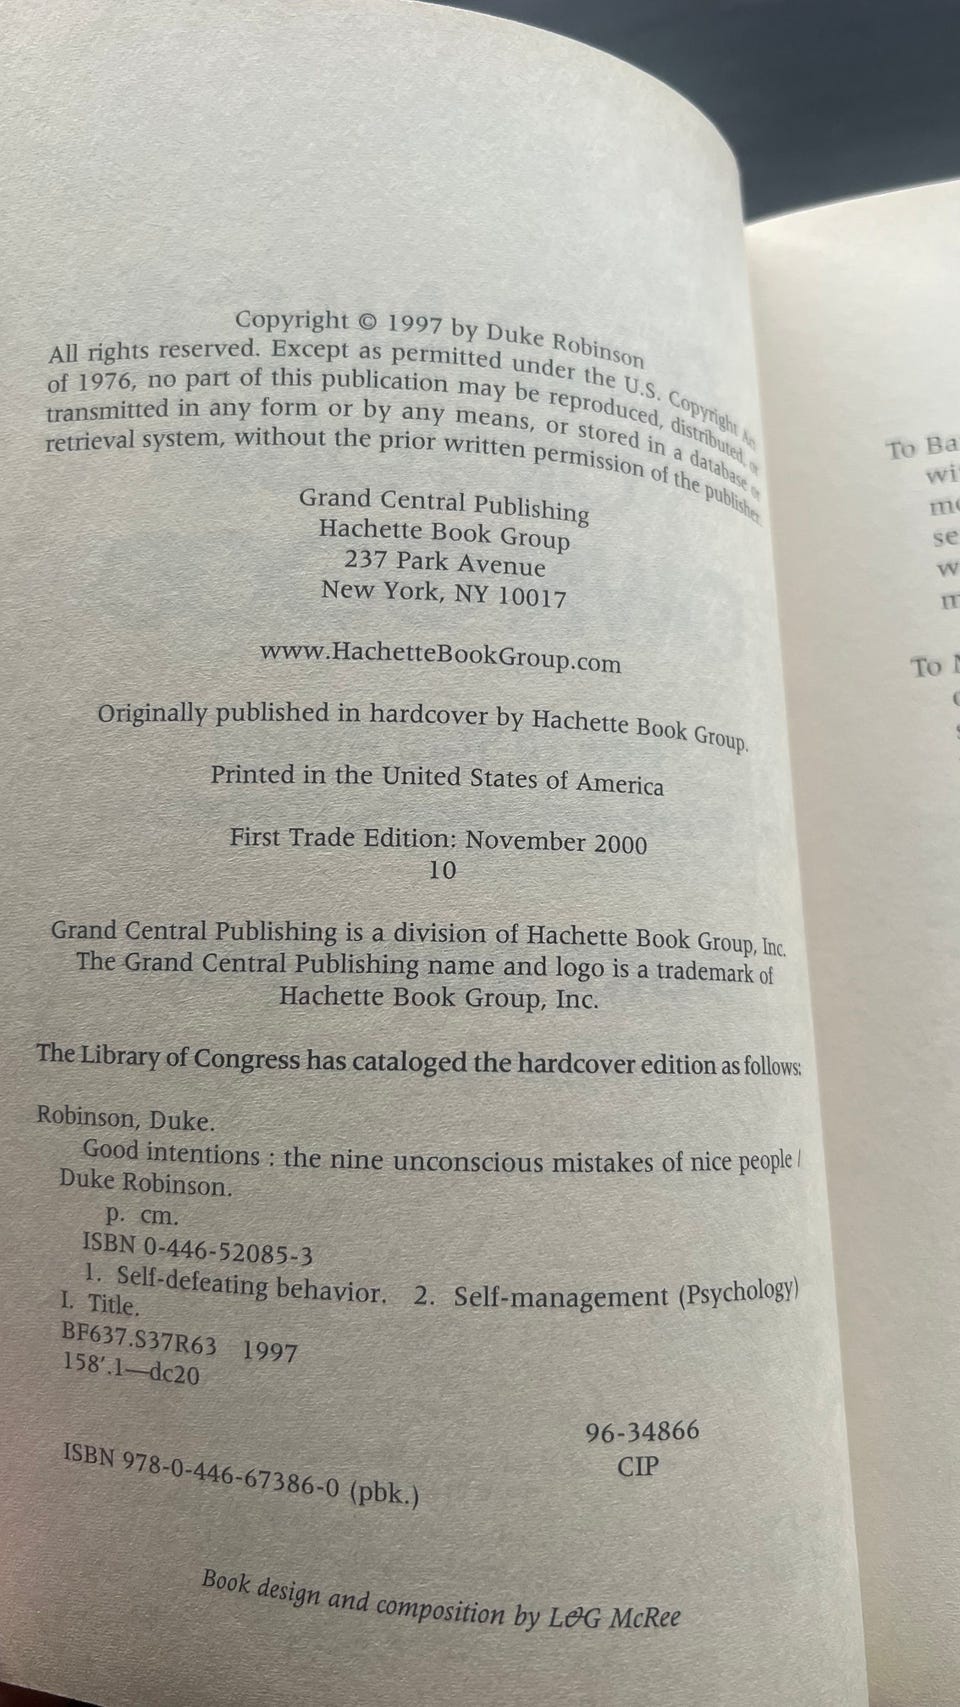 Copyright © 1997 by Duke Robinson
All rights reserved. Except as permitted under the U.S. Copyright
of 1976, no part of this publication may be reproduced, distributed, or
transmitted in any form or by any means, or stored in a database or
retrieval system, without the prior written permission of the publisher.
Grand Central Publishing
Hachette Book Group
237 Park Avenue
New York, NY 10017
www.HachetteBookGroup.com
Originally published in hardcover by Hachette Book Group.
Printed in the United States of America
First Trade Edition: November 2000
10
Grand Central Publishing is a division of Hachette Book Group, Inc.
The Grand Central Publishing name and logo is a trademark of
Hachette Book Group, Inc.
The Library of Congress has cataloged the hardcover edition as follows:
Robinson, Duke.
Good intentions : the nine unconscious mistakes of nice people /
Duke Robinson.
p. cm.
ISBN 0-446-52085-3
1. Self-defeating behavior. 2. Self-management (Psychology)
I. Title.
BF637.S37R63 1997
158'.1—dc20
96-34866
CIP
ISBN 978-0-446-67386-0 (pbk.)
Book design and composition by L&G McRee
To
To